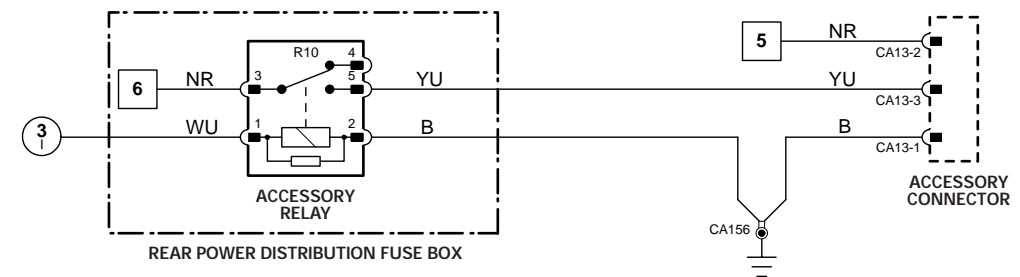 R10
4
3
5
6
NR
YU
1
2
3
I
WU
B
ACCESSORY
RELAY
REAR POWER DISTRIBUTION FUSE BOX
5
NR
CA13-2
YU
CA13-3
B
CA13-1
CA156
ACCESSORY
CONNECTOR